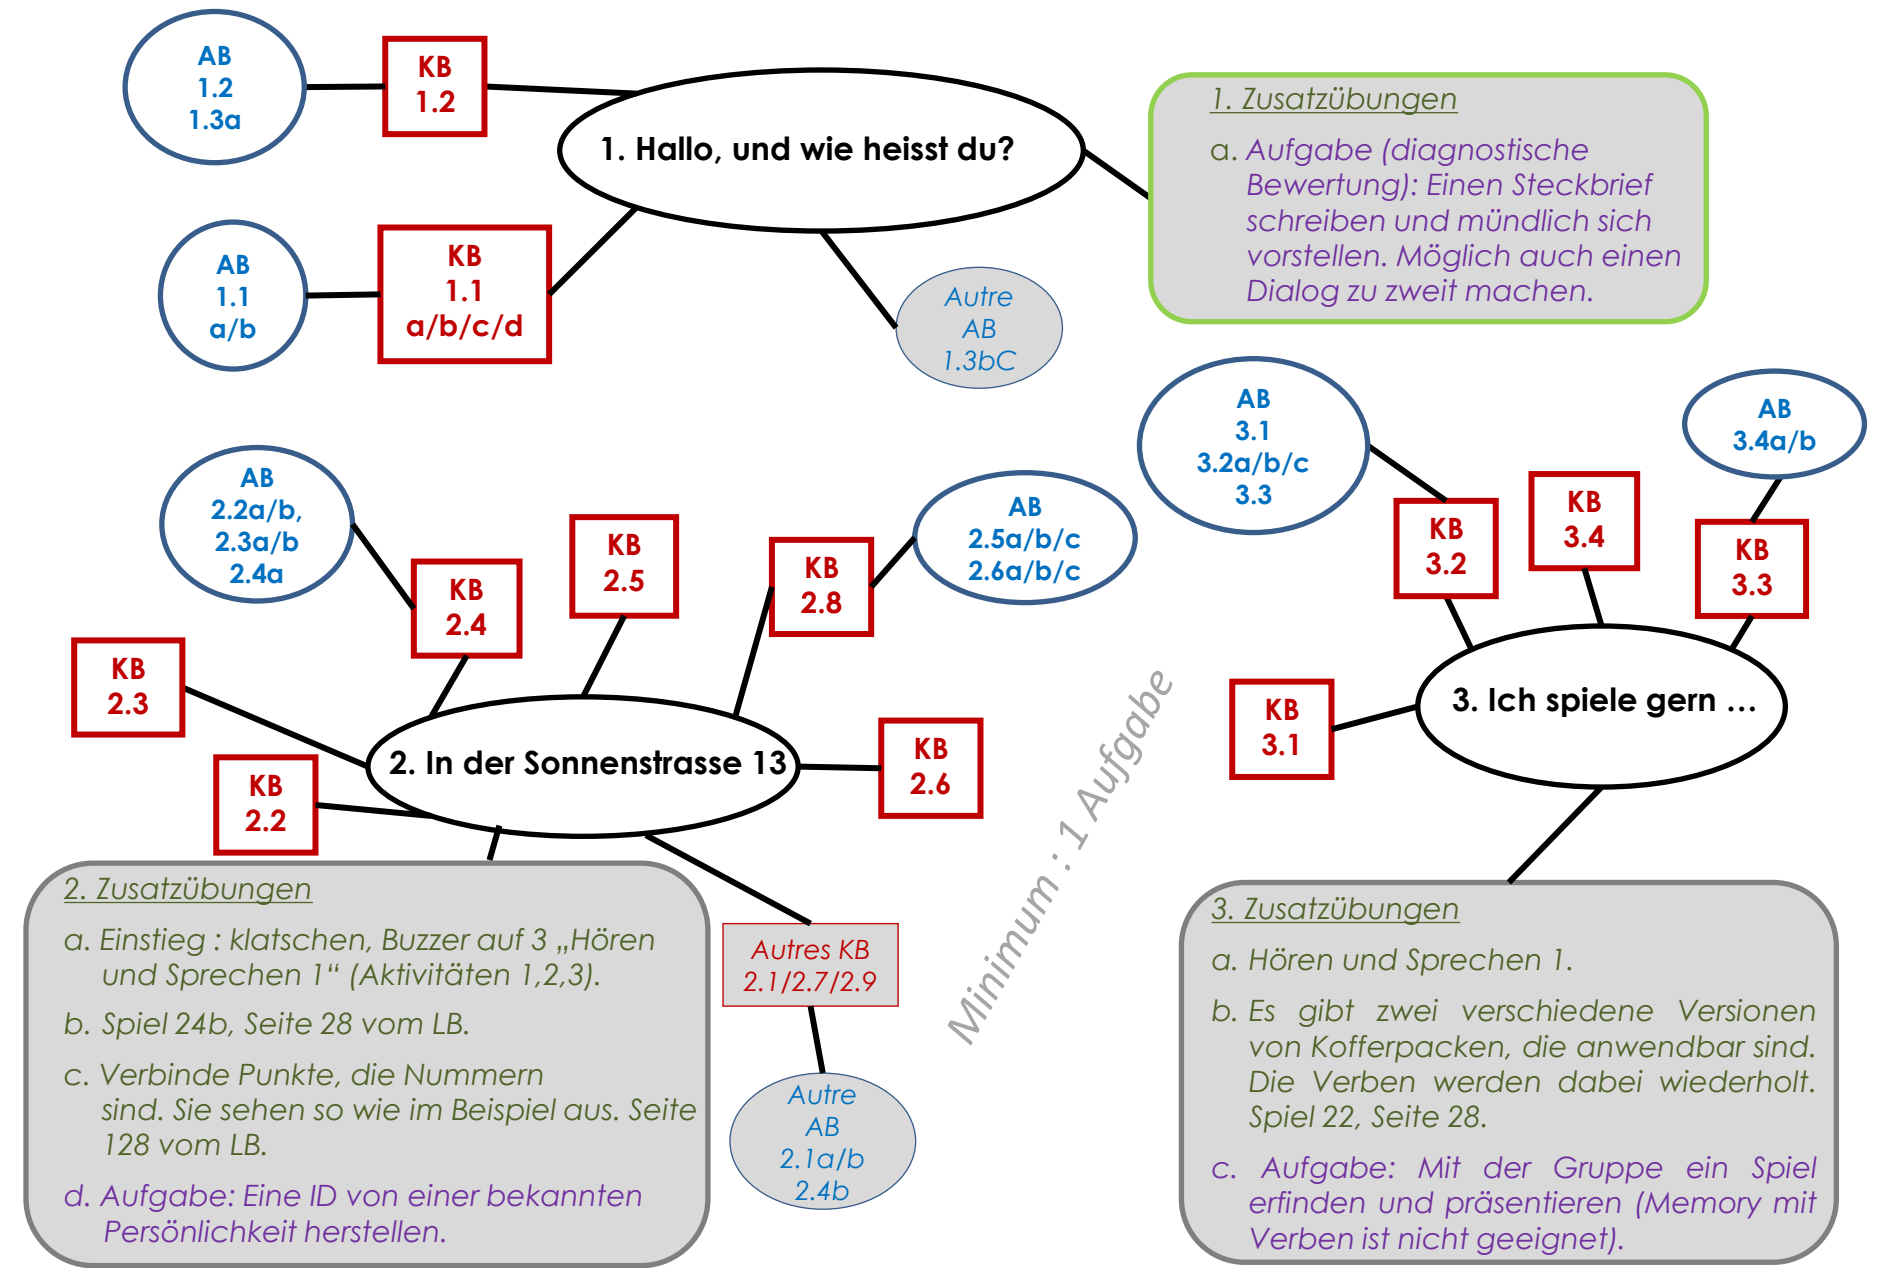 AB
1.2
1.3a
KB
1.2
1. Hallo, und wie heisst du?
1. Zusatzübungen
a. Aufgabe (diagnostische
Bewertung): Einen Steckbrief
schreiben und mündlich sich
vorstellen. Möglich auch einen
Dialog zu zweit machen.
AB
1.1
a/b
KB
1.1
a/b/c/d
Autre
AB
1.3bC
AB
2.2a/b,
2.3a/b
2.4a
KB
2.4
KB
2.5
KB
2.8
AB
2.5a/b/c
2.6a/b/c
KB
2.3
KB
2.2
2. In der Sonnenstrasse 13
KB
2.6
2. Zusatzübungen
a. Einstieg : klatschen, Buzzer auf 3 „Hören
und Sprechen 1“ (Aktivitäten 1,2,3).
b. Spiel 24b, Seite 28 vom LB.
c. Verbinde Punkte, die Nummern
sind. Sie sehen so wie im Beispiel aus. Seite
128 vom LB.
d. Aufgabe: Eine ID von einer bekannten
Persönlichkeit herstellen.
Autres KB
2.1/2.7/2.9
Autre
AB
2.1a/b
2.4b
Minimum : 1 Aufgabe
AB
3.1
3.2a/b/c
3.3
KB
3.2
KB
3.4
AB
3.4a/b
KB
3.3
KB
3.1
3. Ich spiele gern …
3. Zusatzübungen
a. Hören und Sprechen 1.
b. Es gibt zwei verschiedene Versionen
von Kofferpacken, die anwendbar sind.
Die Verben werden dabei wiederholt.
Spiel 22, Seite 28.
c. Aufgabe: Mit der Gruppe ein Spiel
erfinden und präsentieren (Memory mit
Verben ist nicht geeignet).